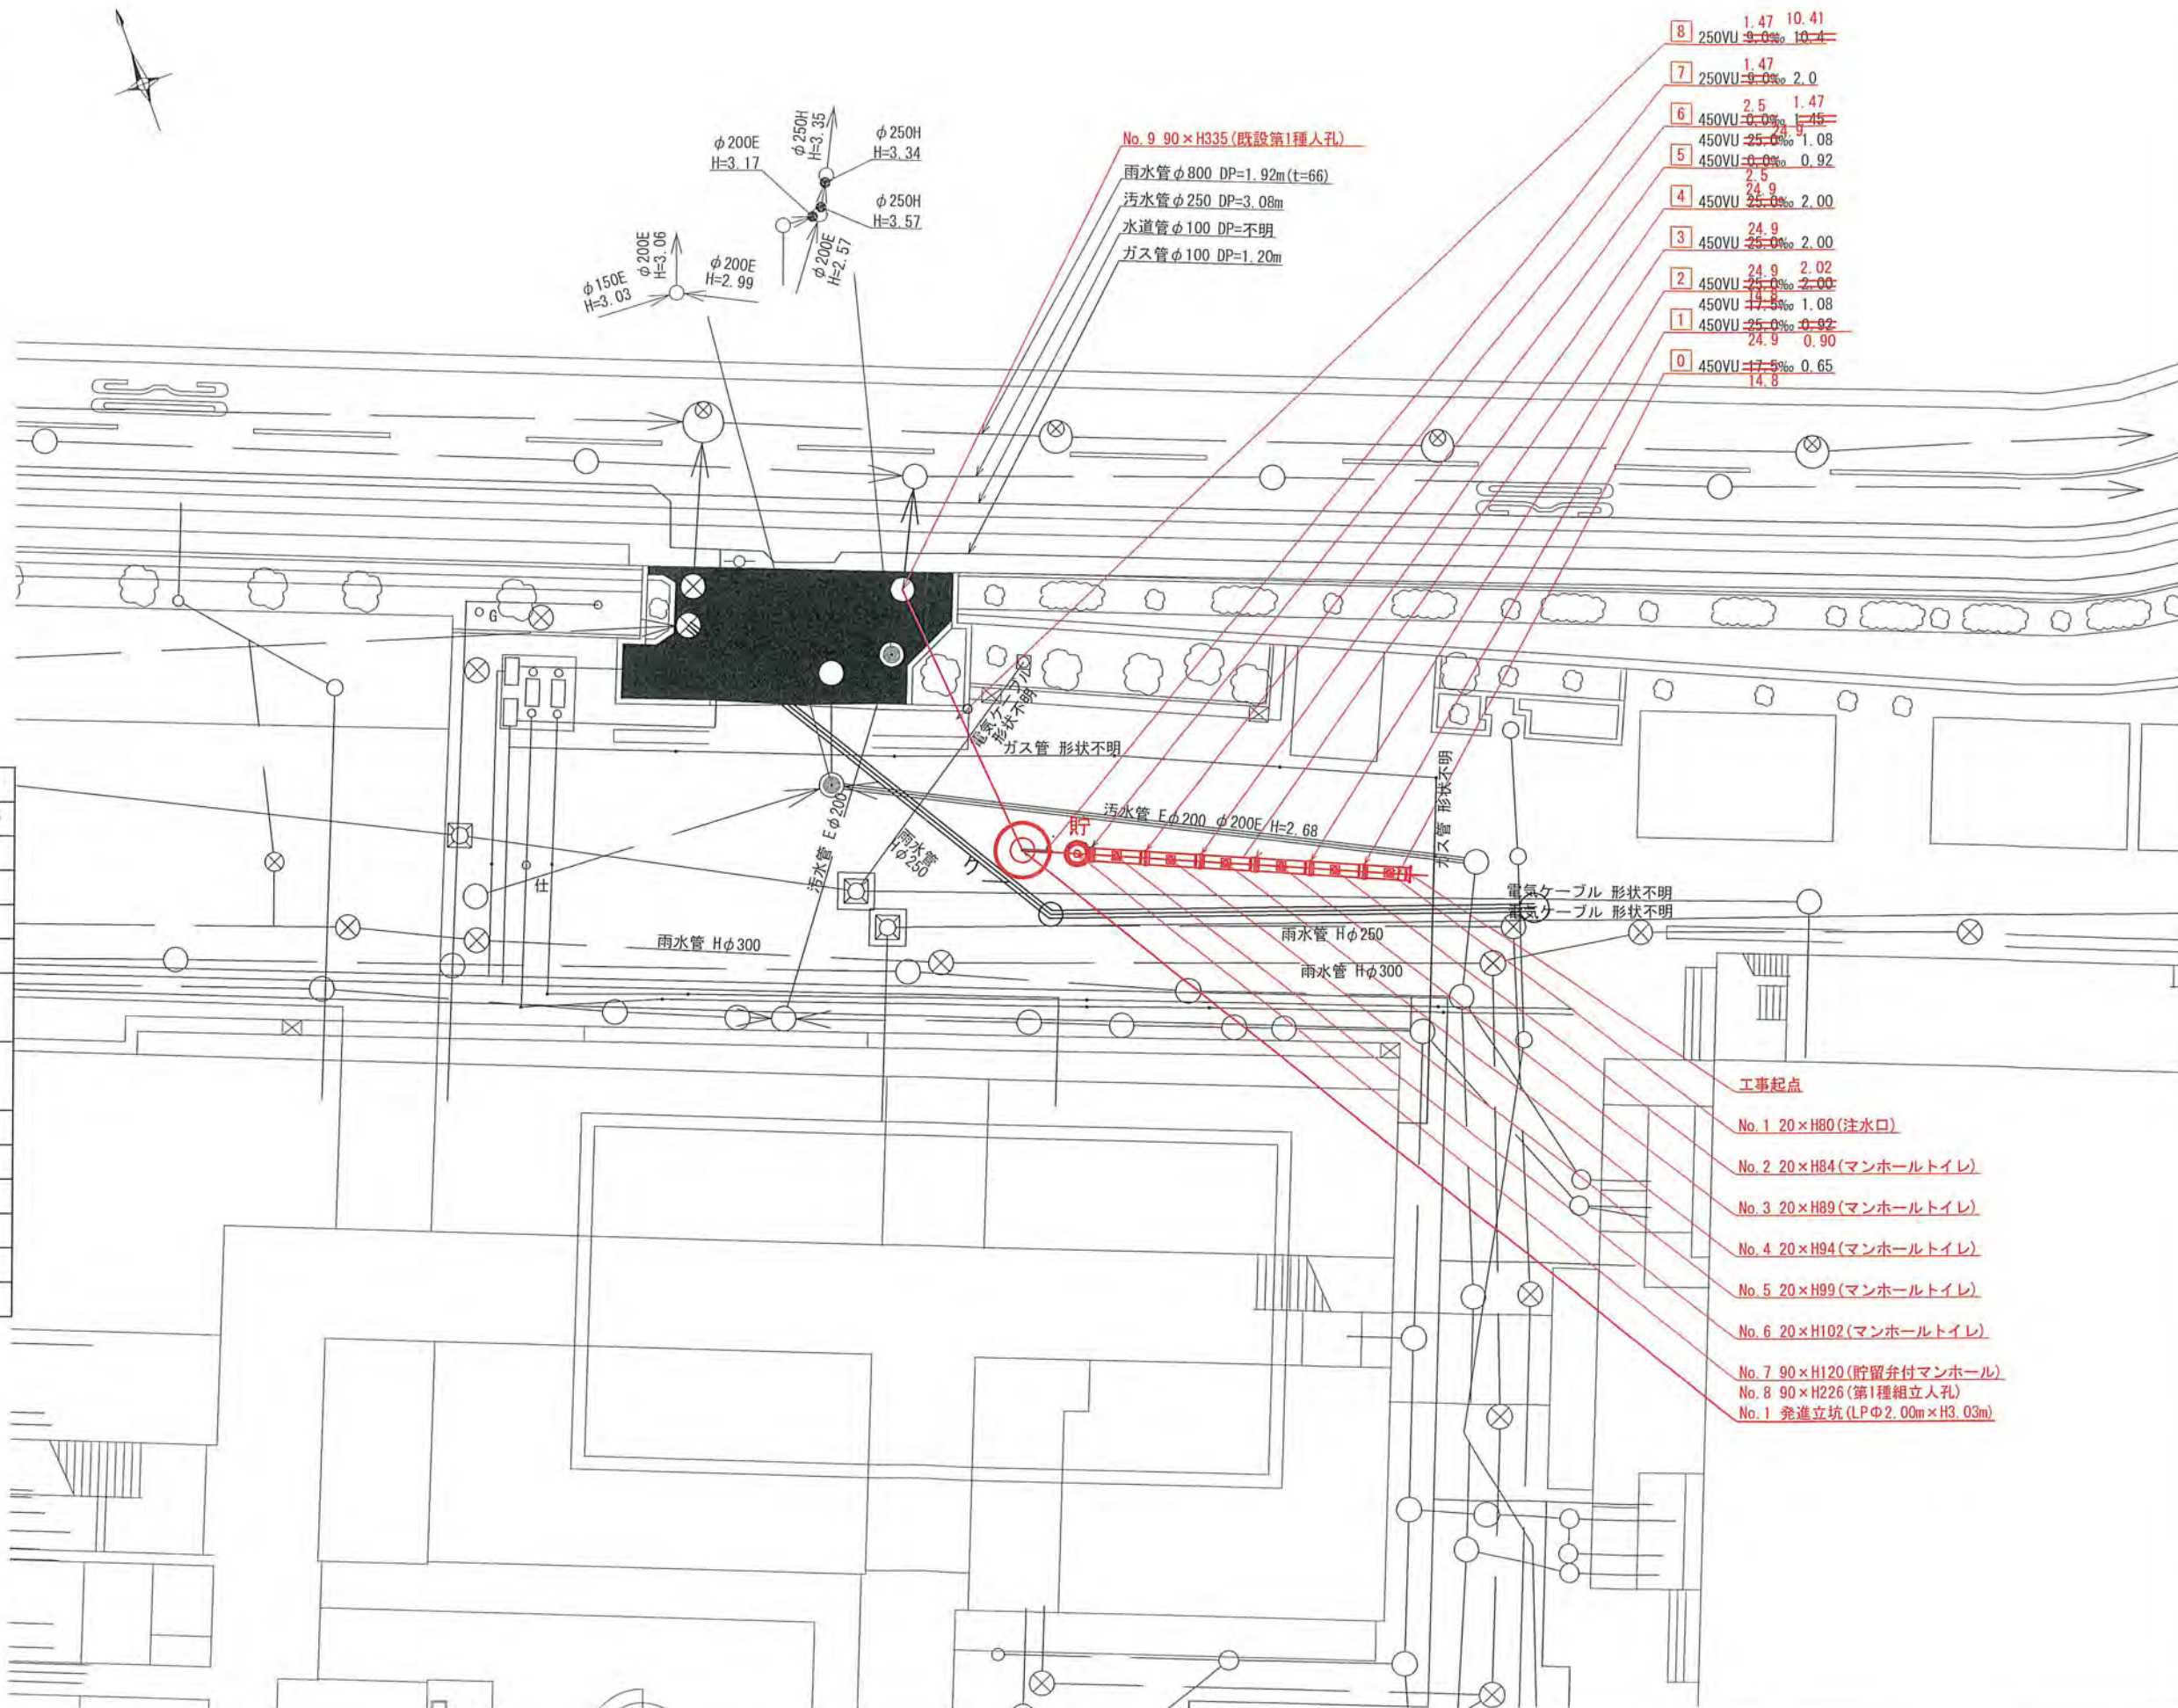 1.47 10.41
8 250VU 9.0‰ 10.4
1.47
7 250VU 9.0‰ 2.0
2.5 1.47
6 450VU 0.0‰ 1.45
24.9
450VU 25.0‰ 1.08
5 450VU 0.0‰ 0.92
2.5
24.9
4 450VU 25.0‰ 2.00
24.9
3 450VU 25.0‰ 2.00
24.9 2.02
2 450VU 25.0‰ 2.00
14.8
450VU 17.5‰ 1.08
1 450VU 25.0‰ 0.92
24.9 0.90
0 450VU 17.5‰ 0.65
14.8
No.9 90×H335(既設第1種人孔)
雨水管φ800 DP=1.92m(t=66)
汚水管φ250 DP=3.08m
水道管φ100 DP=不明
ガス管φ100 DP=1.20m
φ200E
H=3.17
φ250H
H=3.35
φ250H
H=3.34
φ250H
H=3.57
φ200E
H=2.57
φ200E
H=3.06
φ200E
H=2.99
φ150E
H=3.03
G
電気ケーブル
形状不明
ガス管 形状不明
ガス管 形状不明
汚水管 Eφ200 φ200E H=2.68
貯
汚水管 Eφ200
雨水管
Hφ250
仕
電気ケーブル 形状不明
電気ケーブル 形状不明
雨水管 Hφ300
雨水管 Hφ250
雨水管 Hφ300
工事起点
No.1 20×H80(注水口)
No.2 20×H84(マンホールトイレ)
No.3 20×H89(マンホールトイレ)
No.4 20×H94(マンホールトイレ)
No.5 20×H99(マンホールトイレ)
No.6 20×H102(マンホールトイレ)
No.7 90×H120(貯留弁付マンホール)
No.8 90×H226(第1種組立人孔)
No.1 発進立坑(LPΦ2.00m×H3.03m)